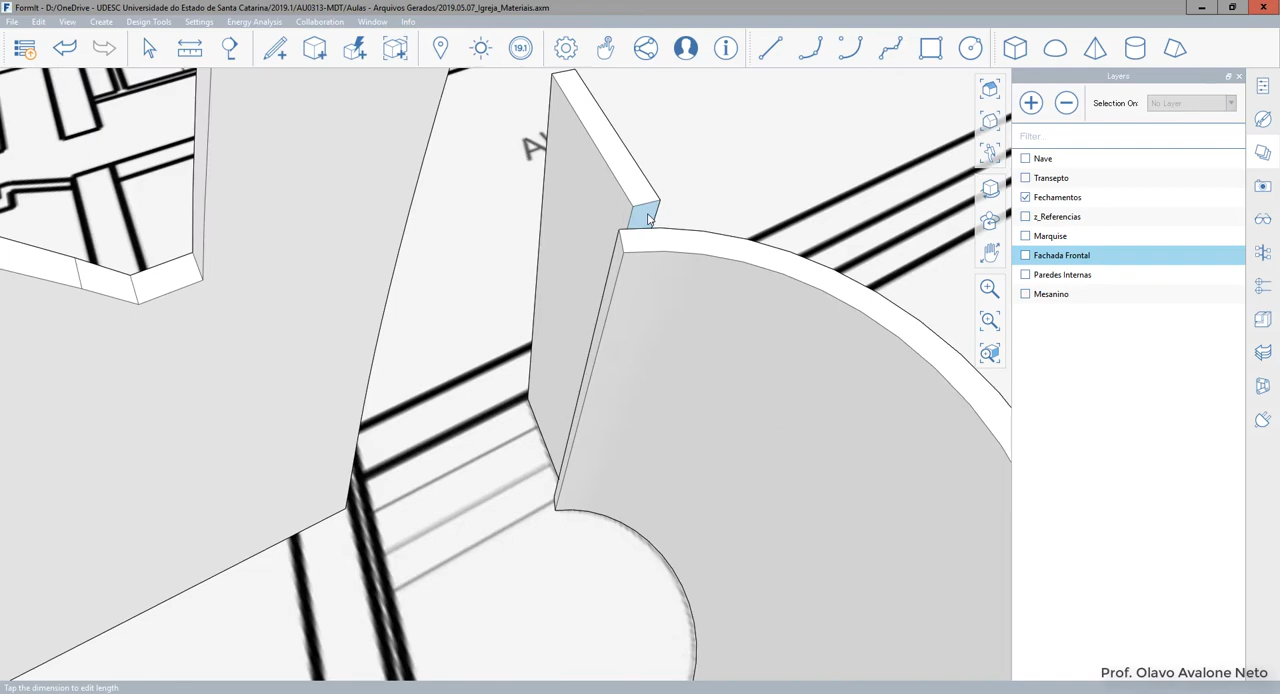 FormIt - D:/OneDrive - UDESC Universidade do Estado de Santa Catarina/2019.1/AU0313-MDT/Aulas - Arquivos Gerados/2019.05.07_Igreja_Materiais.axm
File Edit View Create Design Tools Settings Energy Analysis Collaboration Window Info
19.1
Layers
Selection On: No Layer
Filter...
Nave
Transepto
Fechamentos
z_Referencias
Marquise
Fachada Frontal
Paredes Internas
Mesanino
Prof. Olavo Avalone Neto
Tap the dimension to edit length